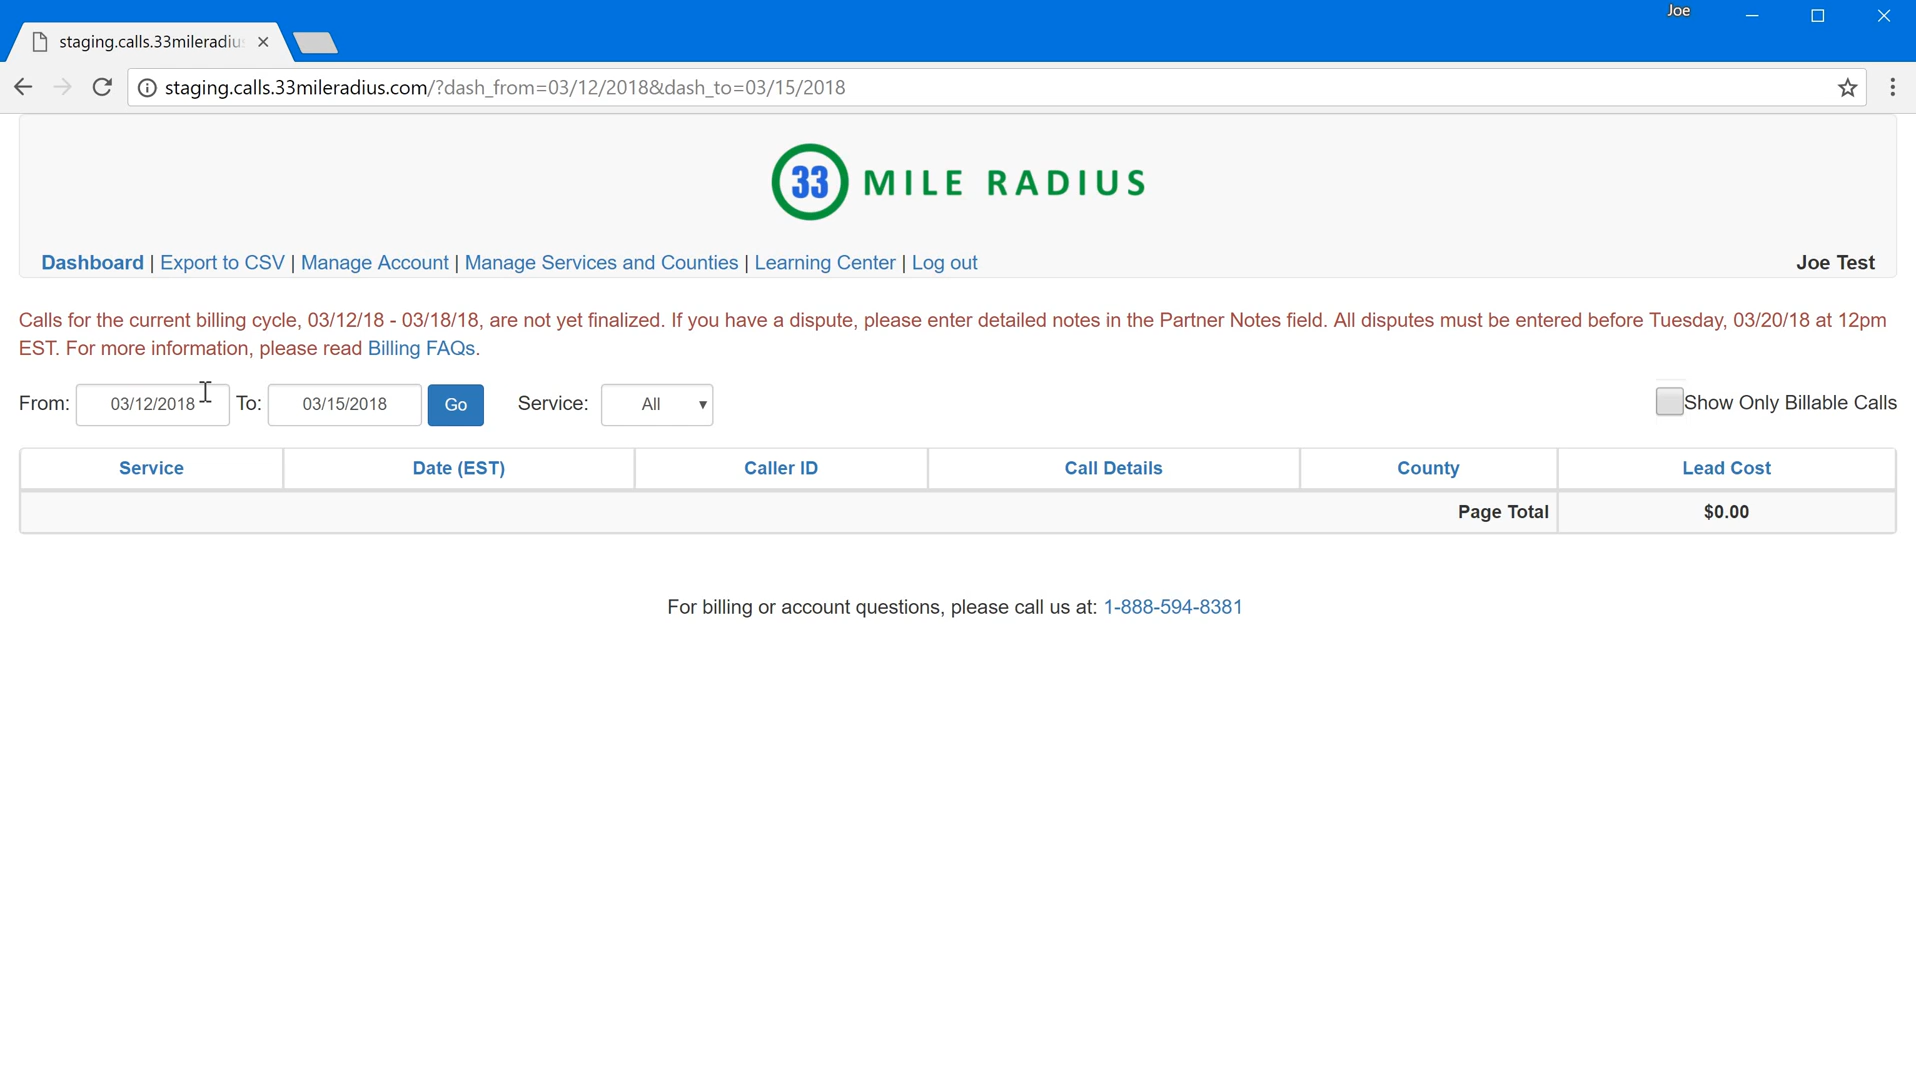 Joe
staging.calls.33mileradiu
staging.calls.33mileradius.com/?dash_from=03/12/2018&dash_to=03/15/2018
33 MILE RADIUS
Dashboard | Export to CSV | Manage Account | Manage Services and Counties | Learning Center | Log out Joe Test
Calls for the current billing cycle, 03/12/18 - 03/18/18, are not yet finalized. If you have a dispute, please enter detailed notes in the Partner Notes field. All disputes must be entered before Tuesday, 03/20/18 at 12pm
EST. For more information, please read Billing FAQs.
From: 03/12/2018 To: 03/15/2018 Go Service: All Show Only Billable Calls
Service Date (EST) Caller ID Call Details County Lead Cost
Page Total $0.00
For billing or account questions, please call us at: 1-888-594-8381